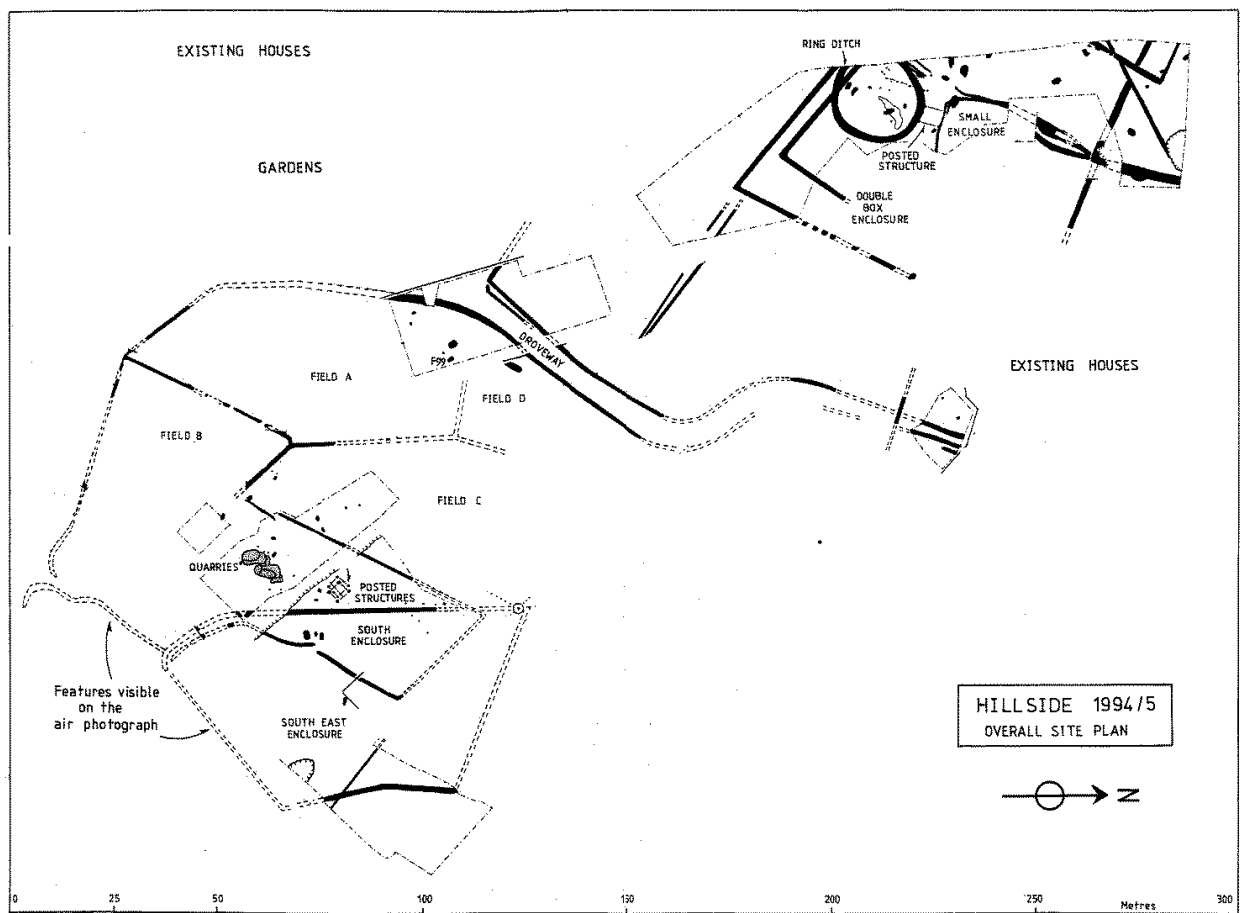 EXISTING HOUSES
RING DITCH
SMALL
ENCLOSURE
POSTED
STRUCTURE
GARDENS
DOUBLE
BOX
ENCLOSURE
DROVEWAY
F99
EXISTING HOUSES
FIELD A
FIELD D
FIELD B
FIELD C
QUARRIES
POSTED
STRUCTURES
SOUTH
ENCLOSURE
Features visible
on the
air photograph
SOUTH EAST
ENCLOSURE
HILLSIDE 1994/5
OVERALL SITE PLAN
N
0 25 50 100 150 200 250 Metres 300